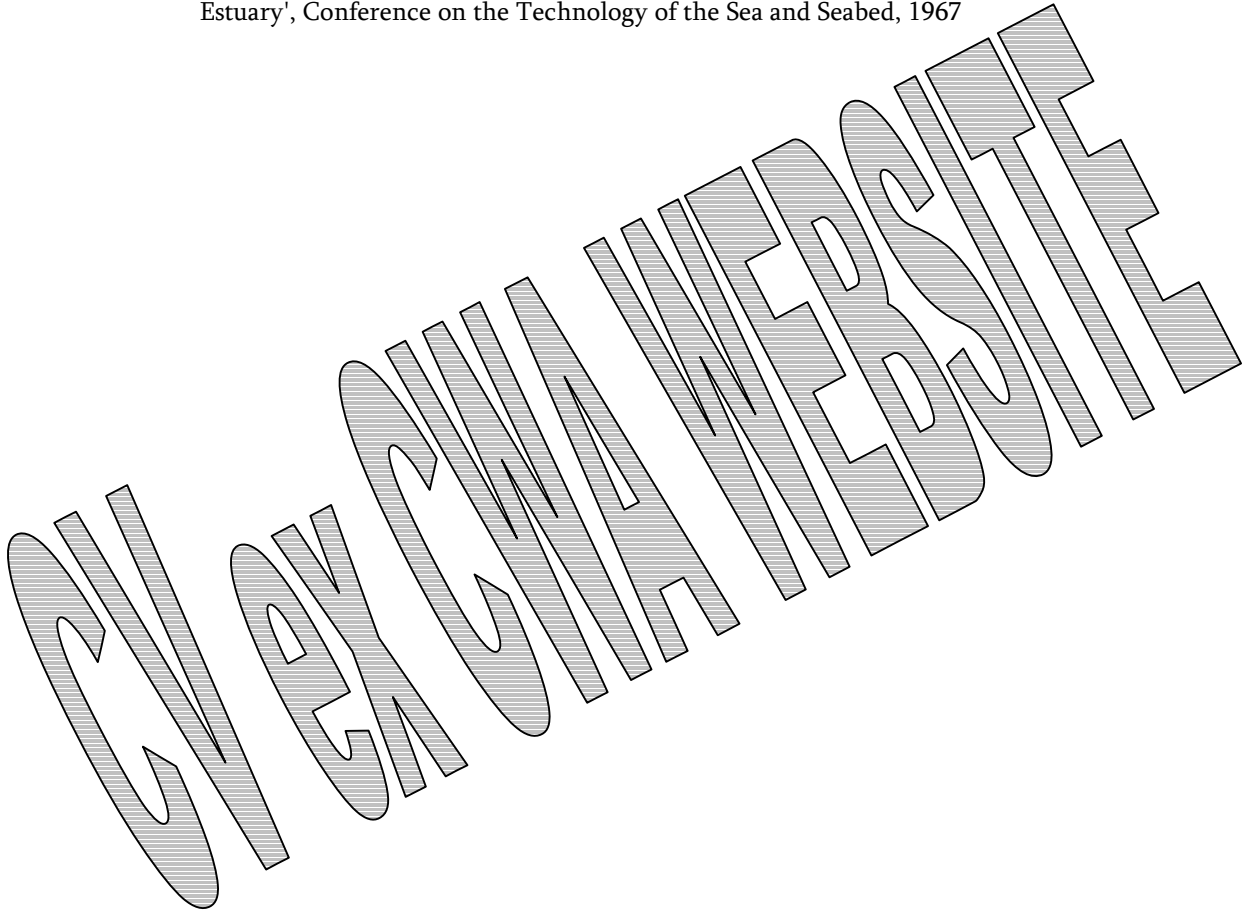 Estuary', Conference on the Technology of the Sea and Seabed, 1967
CV ex CWA WEBSITE